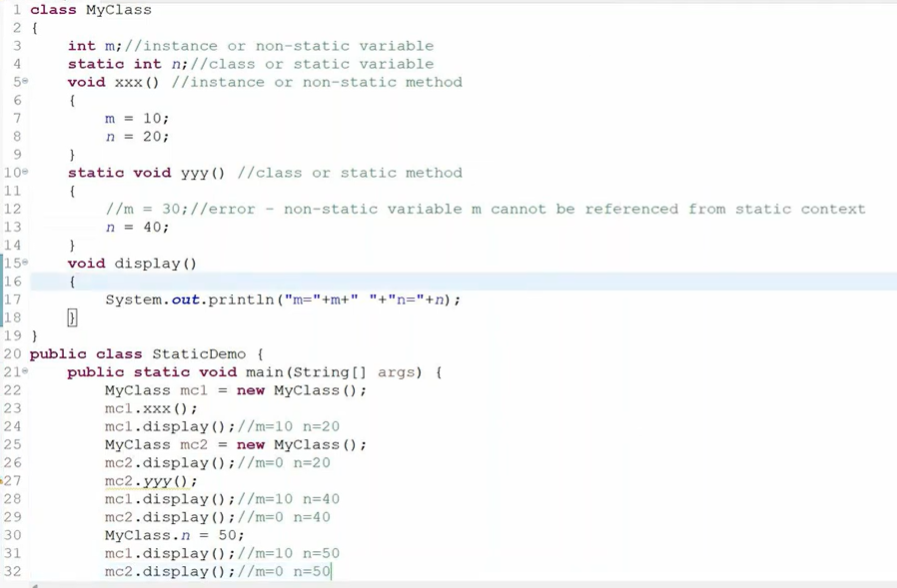 1 class MyClass
2 {
3 int m;//instance or non-static variable
4 static int n;//class or static variable
5 void xxx() //instance or non-static method
6 {
7 m = 10;
8 n = 20;
9 }
10 static void yyy() //class or static method
11 {
12 //m = 30;//error - non-static variable m cannot be referenced from static context
13 n = 40;
14 }
15 void display()
16 {
17 System.out.println("m="+m+" "+"n="+n);
18 }
19 }
20 public class StaticDemo {
21 public static void main(String[] args) {
22 MyClass mc1 = new MyClass();
23 mc1.xxx();
24 mc1.display();//m=10 n=20
25 MyClass mc2 = new MyClass();
26 mc2.display();//m=0 n=20
27 mc2.yyy();
28 mc1.display();//m=10 n=40
29 mc2.display();//m=0 n=40
30 MyClass.n = 50;
31 mc1.display();//m=10 n=50
32 mc2.display();//m=0 n=50